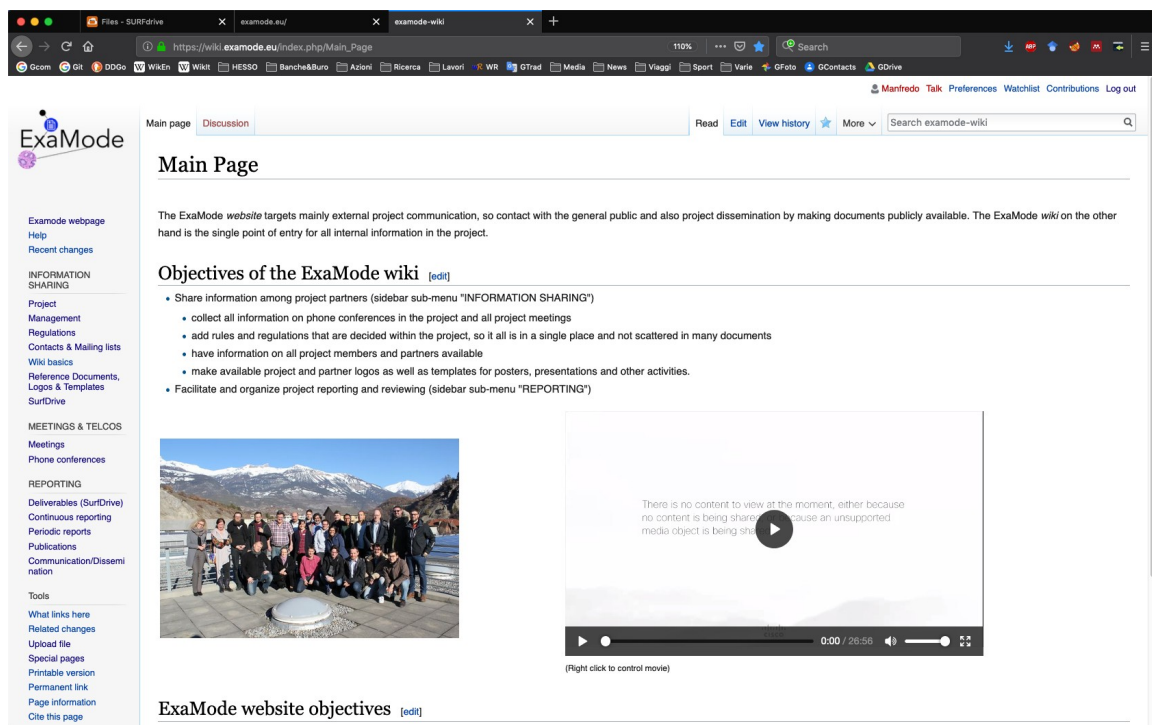 Files - SURFdrive
examode.eu/
examode-wiki
https://wiki.examode.eu/index.php/Main_Page
110%
Search
Gcom Git DDGo WikEn WikIt HESSO Banche&Buro Azioni Ricerca Lavori WR GTrad Media News Viaggi Sport Varie GFoto GContacts GDrive
Manfredo Talk Preferences Watchlist Contributions Log out
ExaMode
Main page Discussion
Read Edit View history More Search examode-wiki
Main Page
The ExaMode website targets mainly external project communication, so contact with the general public and also project dissemination by making documents publicly available. The ExaMode wiki on the other
hand is the single point of entry for all internal information in the project.
Examode webpage
Help
Recent changes
INFORMATION
SHARING
Project
Management
Regulations
Contacts & Mailing lists
Wiki basics
Reference Documents,
Logos & Templates
SurfDrive
MEETINGS & TELCOS
Meetings
Phone conferences
REPORTING
Deliverables (SurfDrive)
Continuous reporting
Periodic reports
Publications
Communication/Dissemi
nation
Tools
What links here
Related changes
Upload file
Special pages
Printable version
Permanent link
Page information
Cite this page
Objectives of the ExaMode wiki [edit]
• Share information among project partners (sidebar sub-menu "INFORMATION SHARING")
• collect all information on phone conferences in the project and all project meetings
• add rules and regulations that are decided within the project, so it all is in a single place and not scattered in many documents
• have information on all project members and partners available
• make available project and partner logos as well as templates for posters, presentations and other activities.
• Facilitate and organize project reporting and reviewing (sidebar sub-menu "REPORTING")
There is no content to view at the moment, either because
no content is being shared because an unsupported
media object is being
0:00 / 26:56
(Right click to control movie)
ExaMode website objectives [edit]